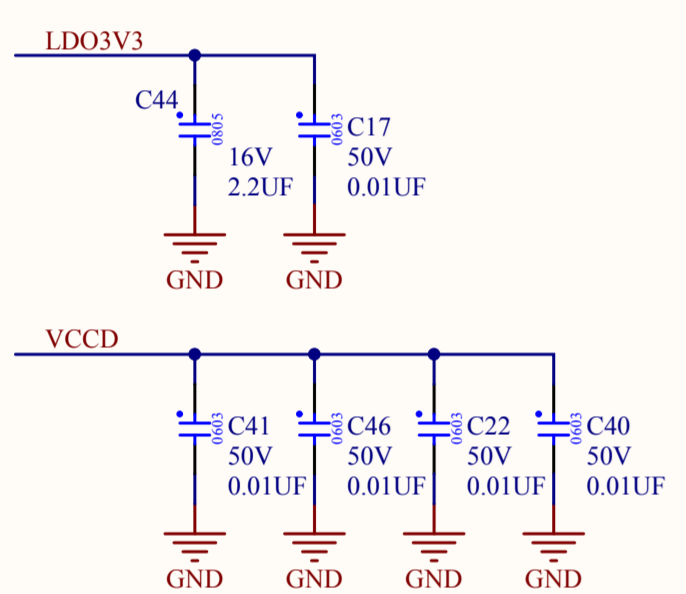 LDO3V3
C44
0805
16V
2.2UF
0603
C17
50V
0.01UF
GND
GND
VCCD
0603
C41
50V
0.01UF
0603
C46
50V
0.01UF
0603
C22
50V
0.01UF
0603
C40
50V
0.01UF
GND
GND
GND
GND